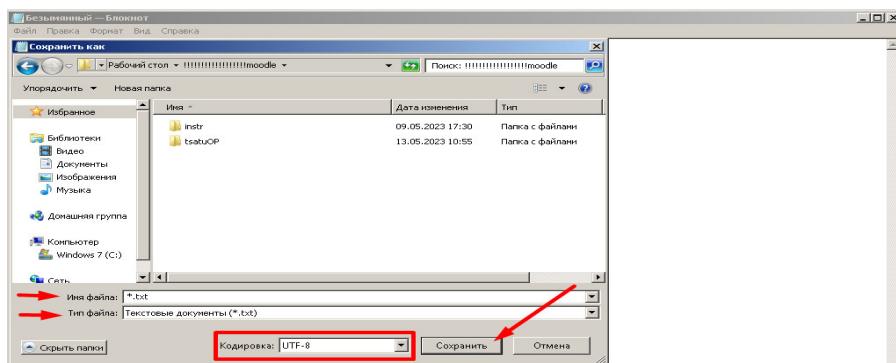 Безымянный — Блокнот
Файл Правка Формат Вид Справка
Сохранить как
Рабочий стол !!!!!!!!!!!!!!!!!!moodle
Поиск: !!!!!!!!!!!!!!!!!!moodle
Упорядочить Новая папка
Избранное
Библиотеки
Видео
Документы
Изображения
Музыка
Домашняя группа
Компьютер
Windows 7 (C:)
Сеть
Имя Дата изменения Тип
instr 09.05.2023 17:30 Папка с файлами
tsatuOP 13.05.2023 10:55 Папка с файлами
Имя файла: *.txt
Тип файла: Текстовые документы (*.txt)
Скрыть папки Кодировка: UTF-8 Сохранить Отмена